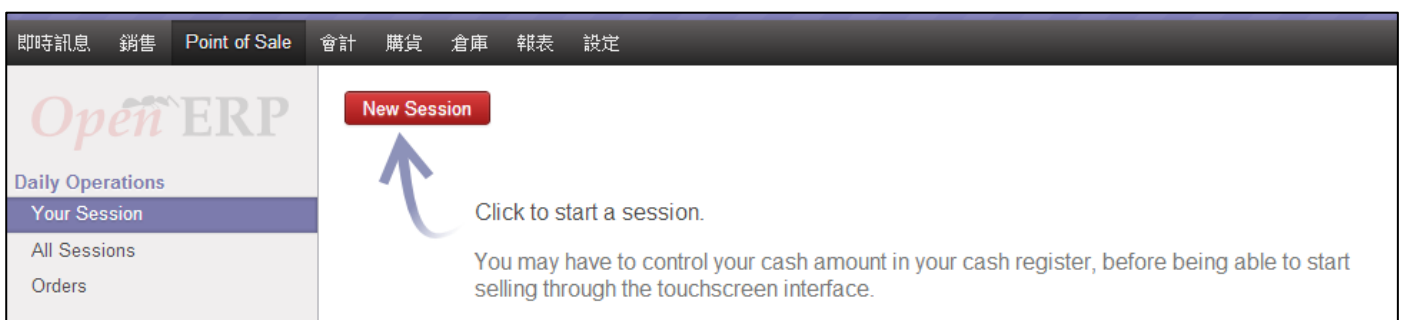 即時訊息 銷售 Point of Sale 會計 購貨 倉庫 報表 設定
Open ERP
New Session
Daily Operations
Your Session
All Sessions
Orders
Click to start a session.
You may have to control your cash amount in your cash register, before being able to start
selling through the touchscreen interface.